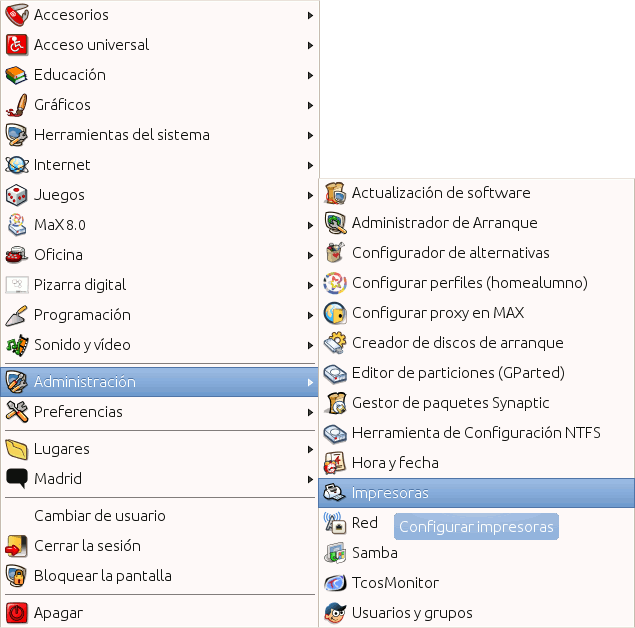 Accesorios
Acceso universal
Educación
Gráficos
Herramientas del sistema
Internet
Juegos
MaX 8.0
Oficina
Pizarra digital
Programación
Sonido y vídeo
Administración
Preferencias
Lugares
Madrid
Cambiar de usuario
Cerrar la sesión
Bloquear la pantalla
Apagar
Actualización de software
Administrador de Arranque
Configurador de alternativas
Configurar perfiles (homealumno)
Configurar proxy en MAX
Creador de discos de arranque
Editor de particiones (GParted)
Gestor de paquetes Synaptic
Herramienta de Configuración NTFS
Hora y fecha
Impresoras
Red
Configurar impresoras
Samba
TcosMonitor
Usuarios y grupos